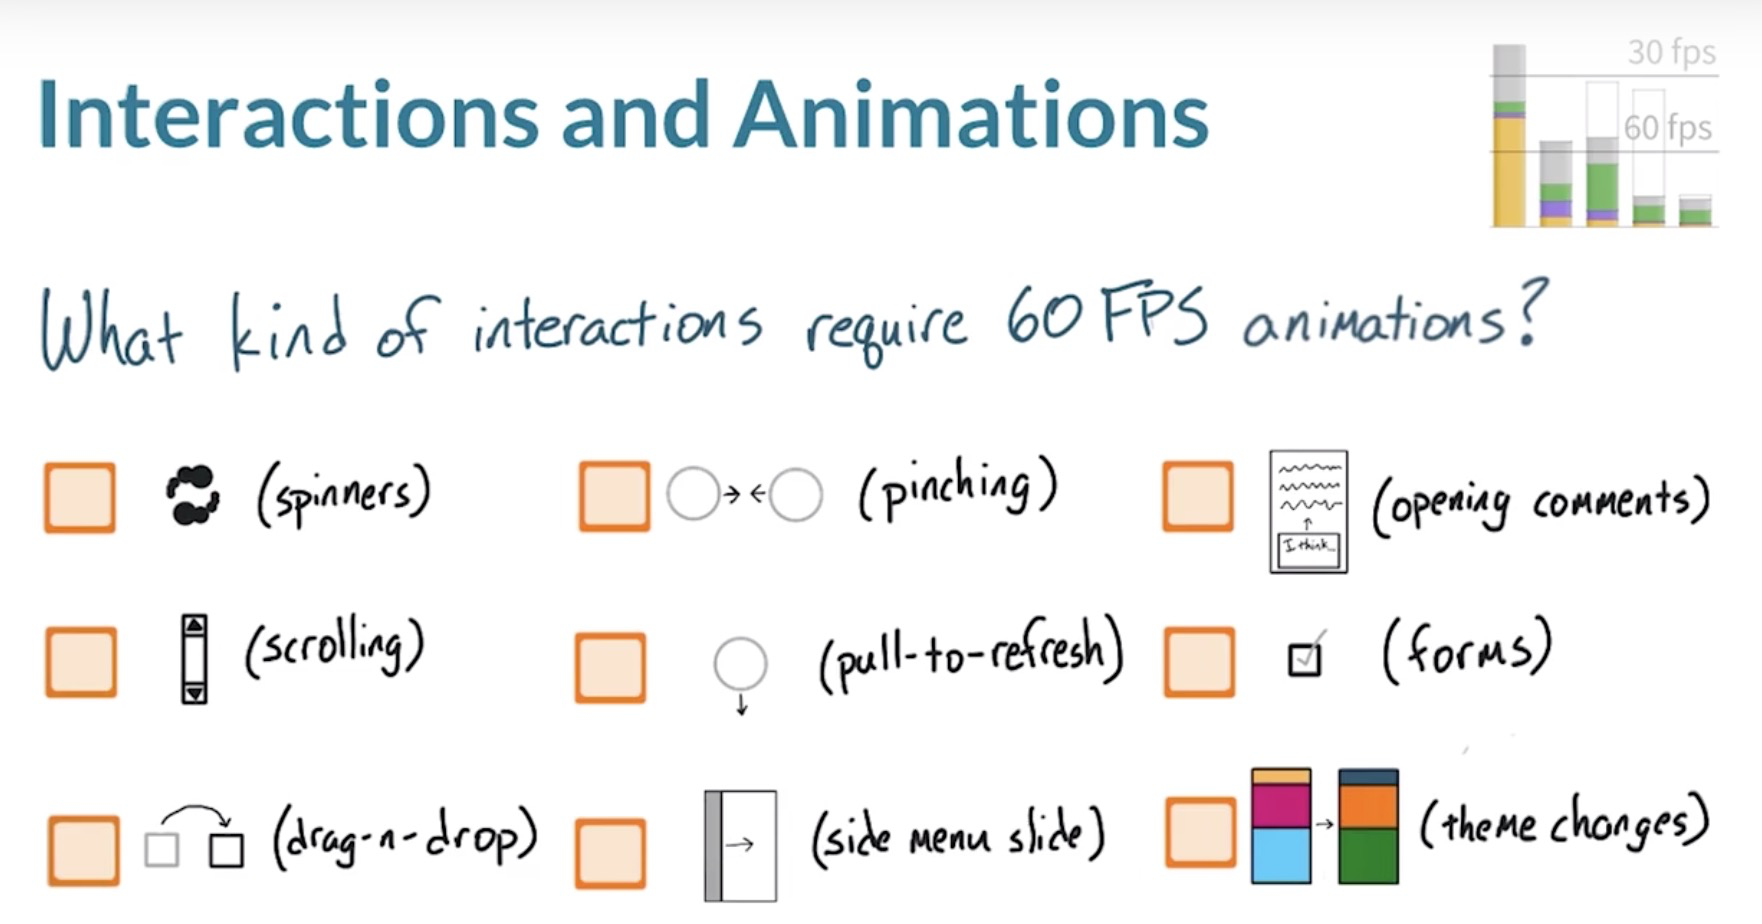 Interactions and Animations
30 fps
60 fps
What kind of interactions require 60 FPS animations?
(spinners)
(pinching)
I think...
(opening comments)
(scrolling)
(pull-to-refresh)
(forms)
(drag-n-drop)
(side menu slide)
(theme changes)